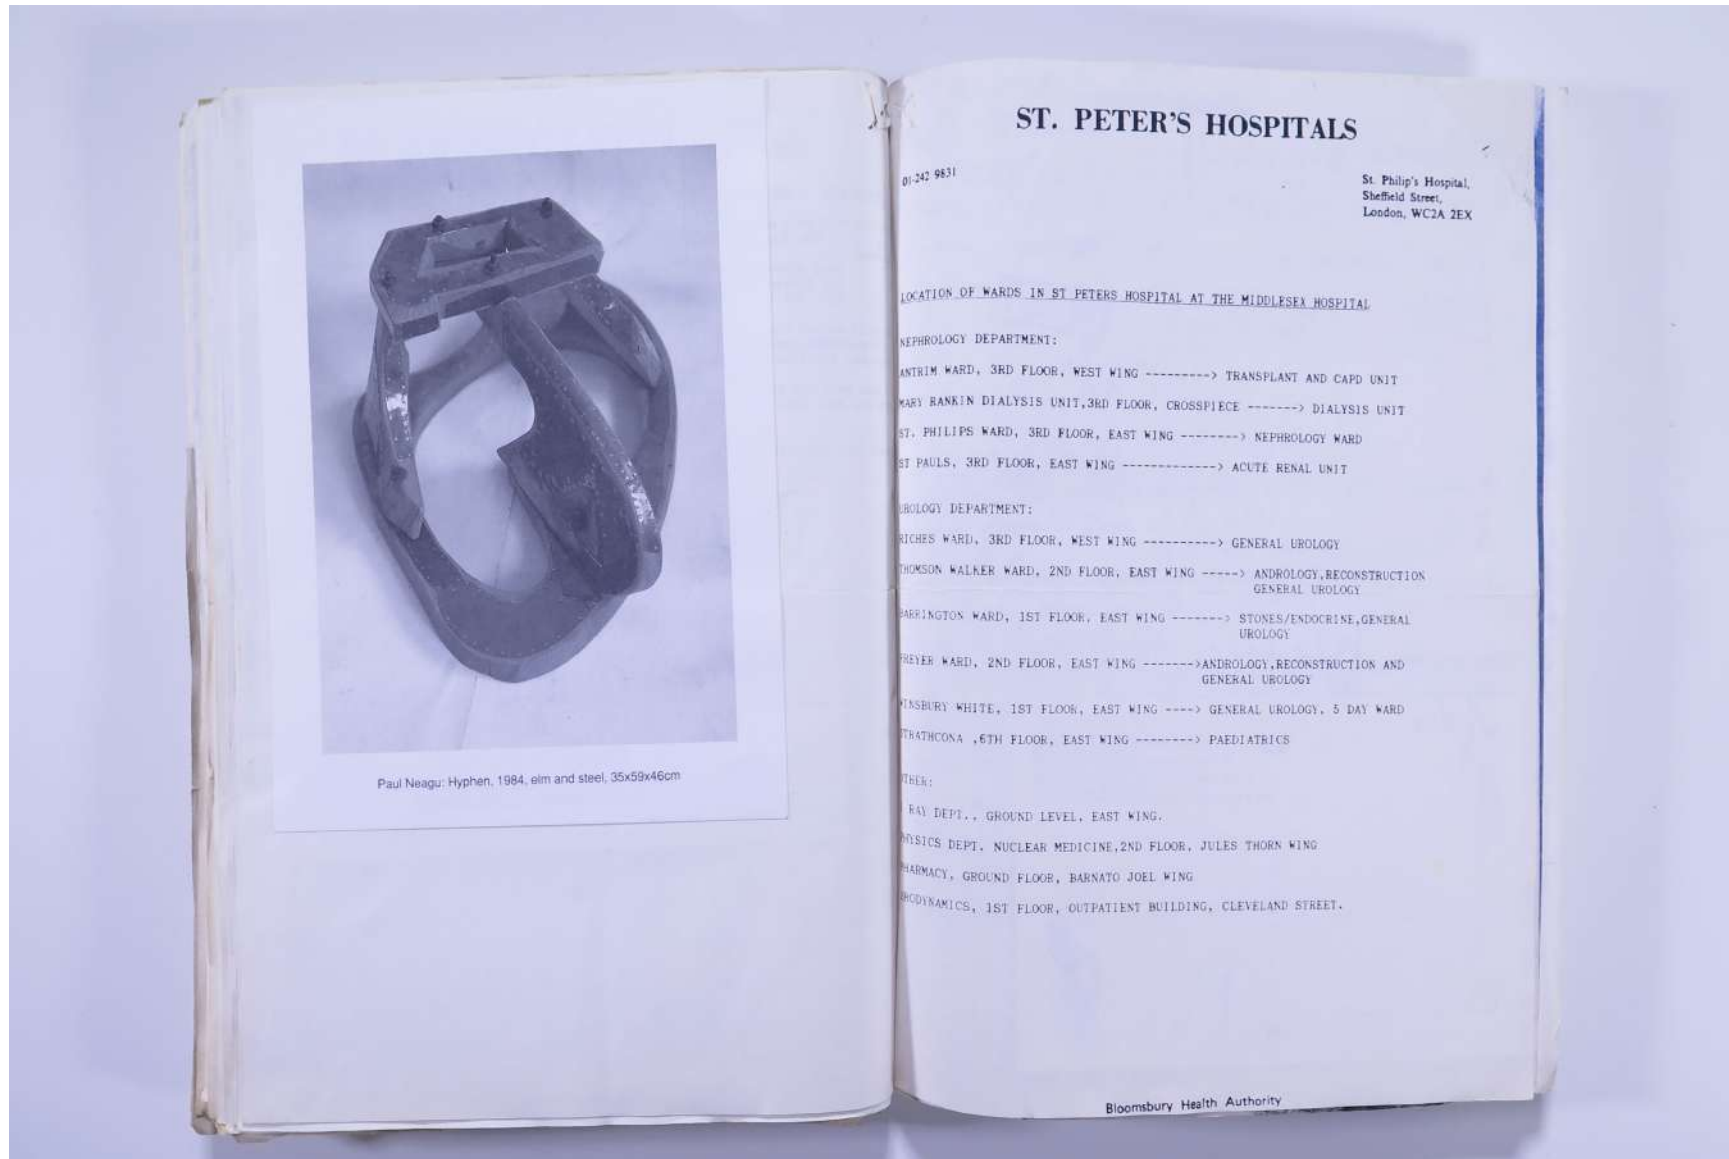 Paul Neagu: Hyphen, 1984, elm and steel, 35x59x46cm
ST. PETER'S HOSPITALS
01-242 9831
St. Philip's Hospital,
Sheffield Street,
London, WC2A 2EX
LOCATION OF WARDS IN ST PETERS HOSPITAL AT THE MIDDLESEX HOSPITAL
NEPHROLOGY DEPARTMENT:
ANTRIM WARD, 3RD FLOOR, WEST WING ---------> TRANSPLANT AND CAPD UNIT
MARY RANKIN DIALYSIS UNIT,3RD FLOOR, CROSSPIECE -------> DIALYSIS UNIT
ST. PHILIPS WARD, 3RD FLOOR, EAST WING --------> NEPHROLOGY WARD
ST PAULS, 3RD FLOOR, EAST WING -------------> ACUTE RENAL UNIT
UROLOGY DEPARTMENT:
RICHES WARD, 3RD FLOOR, WEST WING ----------> GENERAL UROLOGY
THOMSON WALKER WARD, 2ND FLOOR, EAST WING -----> ANDROLOGY,RECONSTRUCTION
GENERAL UROLOGY
BARRINGTON WARD, 1ST FLOOR, EAST WING -------> STONES/ENDOCRINE,GENERAL
UROLOGY
FREYER WARD, 2ND FLOOR, EAST WING ------->ANDROLOGY,RECONSTRUCTION AND
GENERAL UROLOGY
WINSBURY WHITE, 1ST FLOOR, EAST WING ----> GENERAL UROLOGY, 5 DAY WARD
STRATHCONA ,6TH FLOOR, EAST WING --------> PAEDIATRICS
OTHER:
RAY DEPT., GROUND LEVEL, EAST WING.
PHYSICS DEPT. NUCLEAR MEDICINE,2ND FLOOR, JULES THORN WING
PHARMACY, GROUND FLOOR, BARNATO JOEL WING
URODYNAMICS, 1ST FLOOR, OUTPATIENT BUILDING, CLEVELAND STREET.
Bloomsbury Health Authority